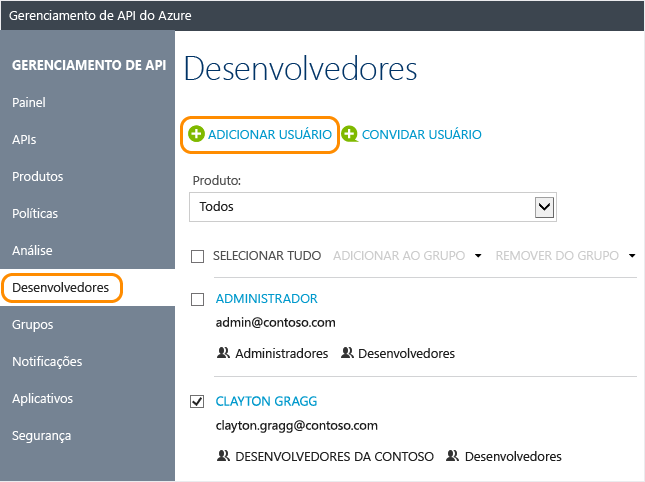 Gerenciamento de API do Azure
GERENCIAMENTO DE API
Painel
APIs
Produtos
Políticas
Análise
Desenvolvedores
Grupos
Notificações
Aplicativos
Segurança
Desenvolvedores
ADICIONAR USUÁRIO CONVIDAR USUÁRIO
Produto:
Todos
SELECIONAR TUDO ADICIONAR AO GRUPO REMOVER DO GRUPO
ADMINISTRADOR
admin@contoso.com
Administradores Desenvolvedores
CLAYTON GRAGG
clayton.gragg@contoso.com
DESENVOLVEDORES DA CONTOSO Desenvolvedores